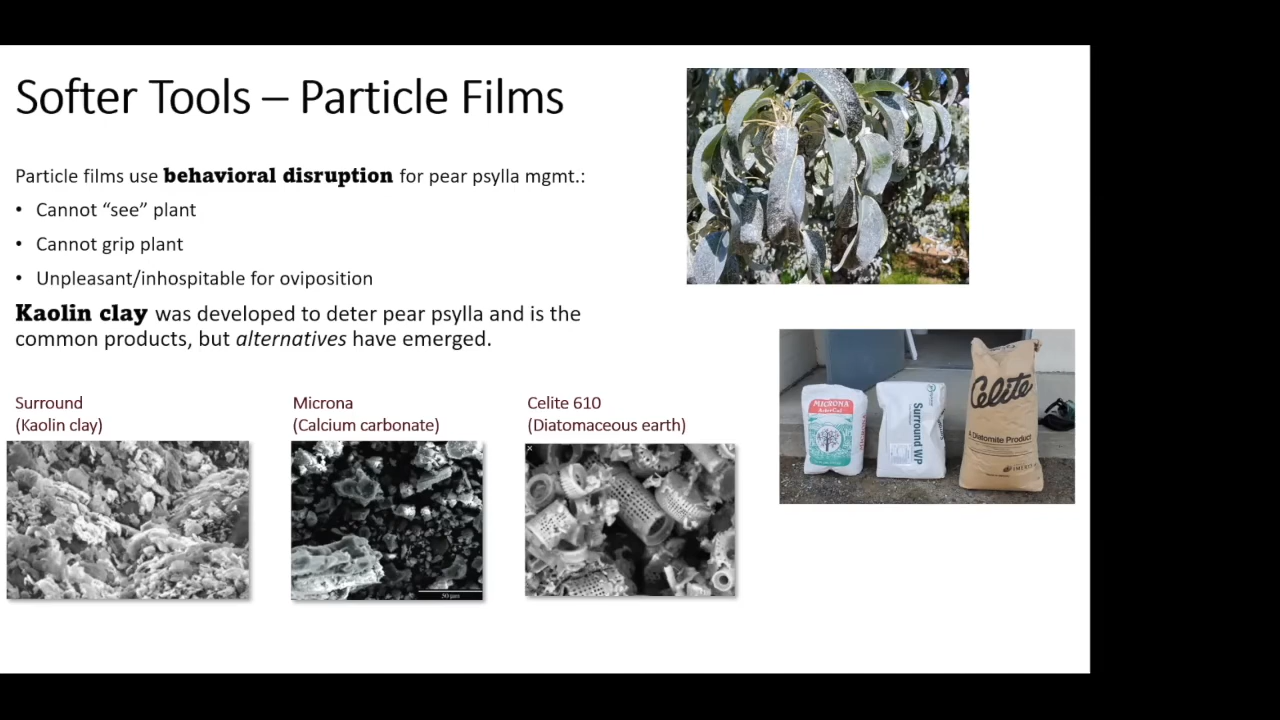 Softer Tools – Particle Films
Particle films use behavioral disruption for pear psylla mgmt.:
• Cannot “see” plant
• Cannot grip plant
• Unpleasant/inhospitable for oviposition
Kaolin clay was developed to deter pear psylla and is the
common products, but alternatives have emerged.
Surround
(Kaolin clay)
Microna
(Calcium carbonate)
Celite 610
(Diatomaceous earth)
MICRONA
Surround WP
Celite
A Diatomite Product